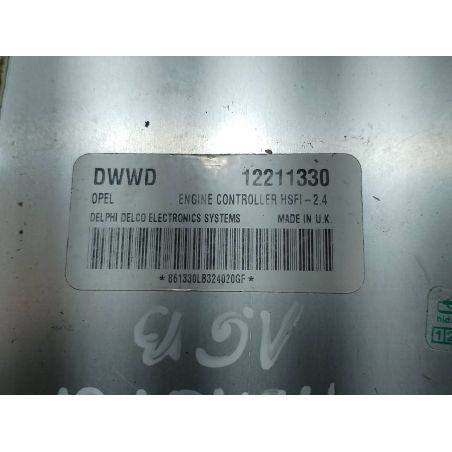 DWWD 12211330
OPEL ENGINE CONTROLLER HSFI-2.4
DELPHI DELCO ELECTRONICS SYSTEMS MADE IN U.K.
*861330LB324020GF*